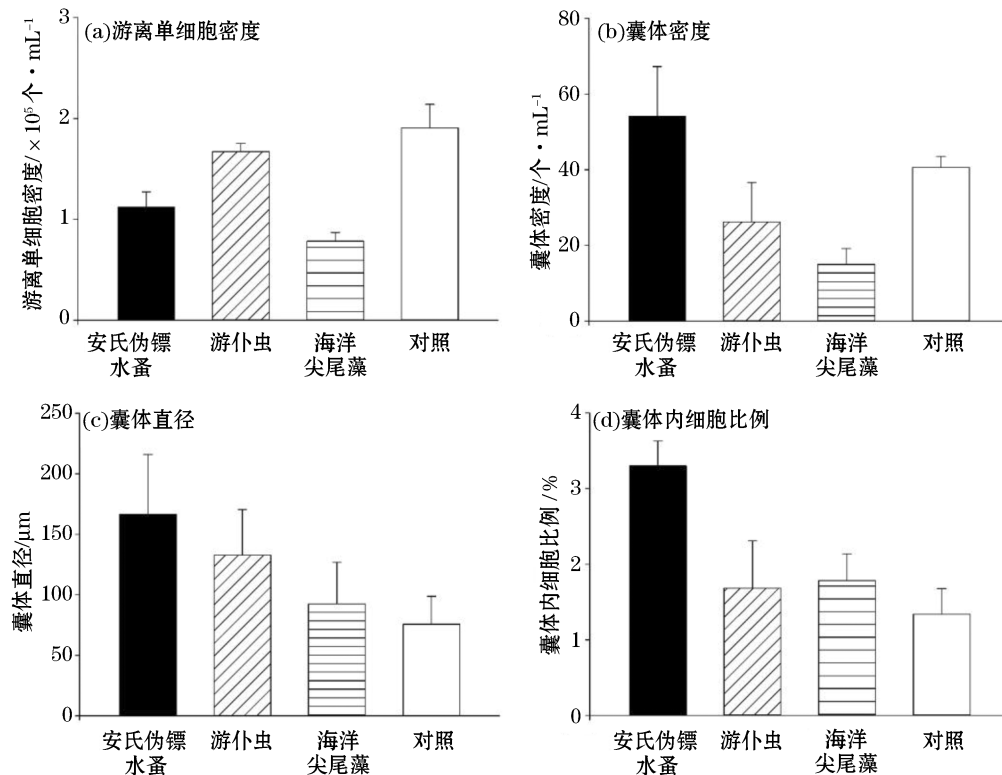 (a)游离单细胞密度
游离单细胞密度/×10⁵个·mL⁻¹
3
2
1
0
安氏伪镖
水蚤
游仆虫
海洋
尖尾藻
对照
(b)囊体密度
囊体密度/个·mL⁻¹
80
60
40
20
0
安氏伪镖
水蚤
游仆虫
海洋
尖尾藻
对照
(c)囊体直径
囊体直径/μm
250
200
150
100
50
0
安氏伪镖
水蚤
游仆虫
海洋
尖尾藻
对照
(d)囊体内细胞比例
囊体内细胞比例/%
4
3
2
1
0
安氏伪镖
水蚤
游仆虫
海洋
尖尾藻
对照